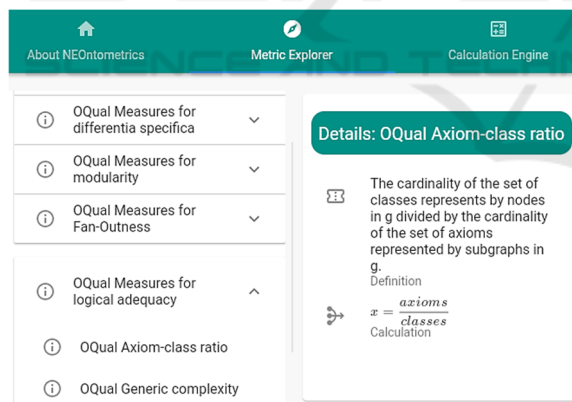 About NEOntometrics
Metric Explorer
Calculation Engine
SCIENCE AND TECHN
OQual Measures for
differentia specifica
OQual Measures for
modularity
OQual Measures for
Fan-Outness
OQual Measures for
logical adequacy
OQual Axiom-class ratio
OQual Generic complexity
Details: OQual Axiom-class ratio
The cardinality of the set of
classes represents by nodes
in g divided by the cardinality
of the set of axioms
represented by subgraphs in
g.
Definition
x = axioms / classes
Calculation